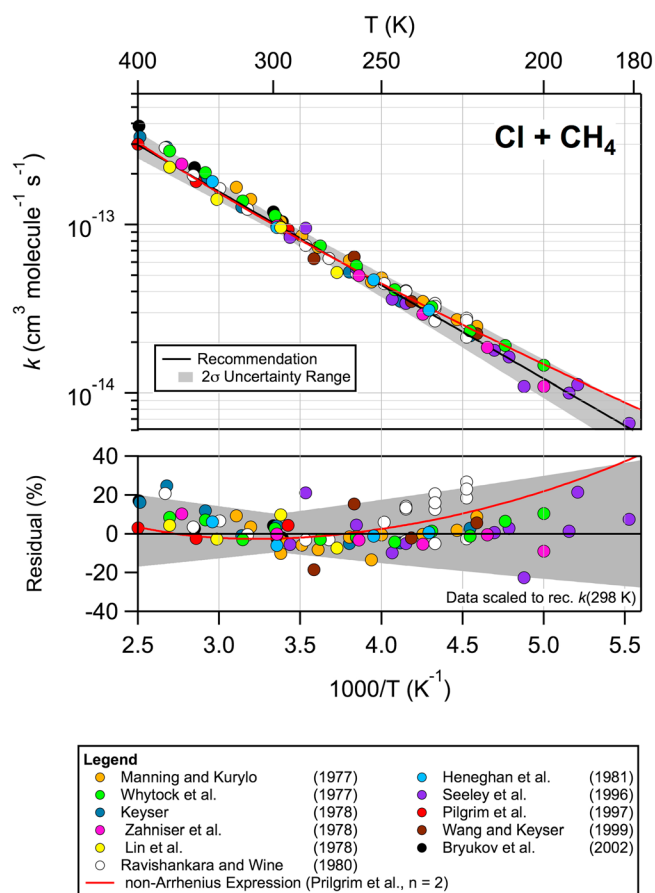 T (K)
400 300 250 200 180
Cl + CH₄
10⁻¹³
10⁻¹⁴
k (cm³ molecule⁻¹ s⁻¹)
Recommendation
2σ Uncertainty Range
40
20
0
-20
-40
Residual (%)
Data scaled to rec. k(298 K)
2.5 3.0 3.5 4.0 4.5 5.0 5.5
1000/T (K⁻¹)
Legend
Manning and Kurylo (1977)
Whytock et al. (1977)
Keyser (1978)
Zahniser et al. (1978)
Lin et al. (1978)
Ravishankara and Wine (1980)
Heneghan et al. (1981)
Seeley et al. (1996)
Pilgrim et al. (1997)
Wang and Keyser (1999)
Bryukov et al. (2002)
non-Arrhenius Expression (Prilgrim et al., n = 2)